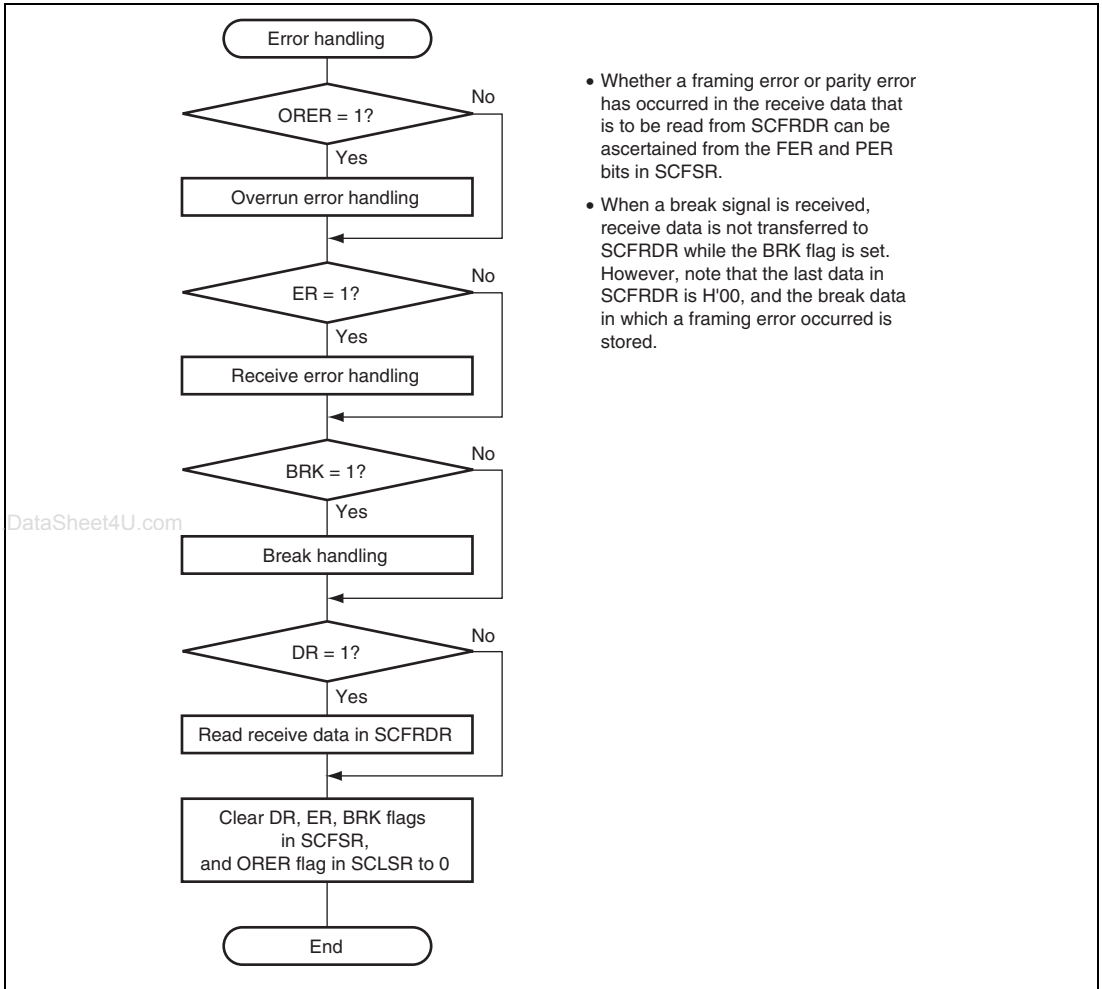 Error handling
ORER = 1?
No
Yes
Overrun error handling
ER = 1?
No
Yes
Receive error handling
BRK = 1?
No
Yes
Break handling
DR = 1?
No
Yes
Read receive data in SCFRDR
Clear DR, ER, BRK flags
in SCFSR,
and ORER flag in SCLSR to 0
End
• Whether a framing error or parity error
has occurred in the receive data that
is to be read from SCFRDR can be
ascertained from the FER and PER
bits in SCFSR.
• When a break signal is received,
receive data is not transferred to
SCFRDR while the BRK flag is set.
However, note that the last data in
SCFRDR is H'00, and the break data
in which a framing error occurred is
stored.
.DataSheet4U.com